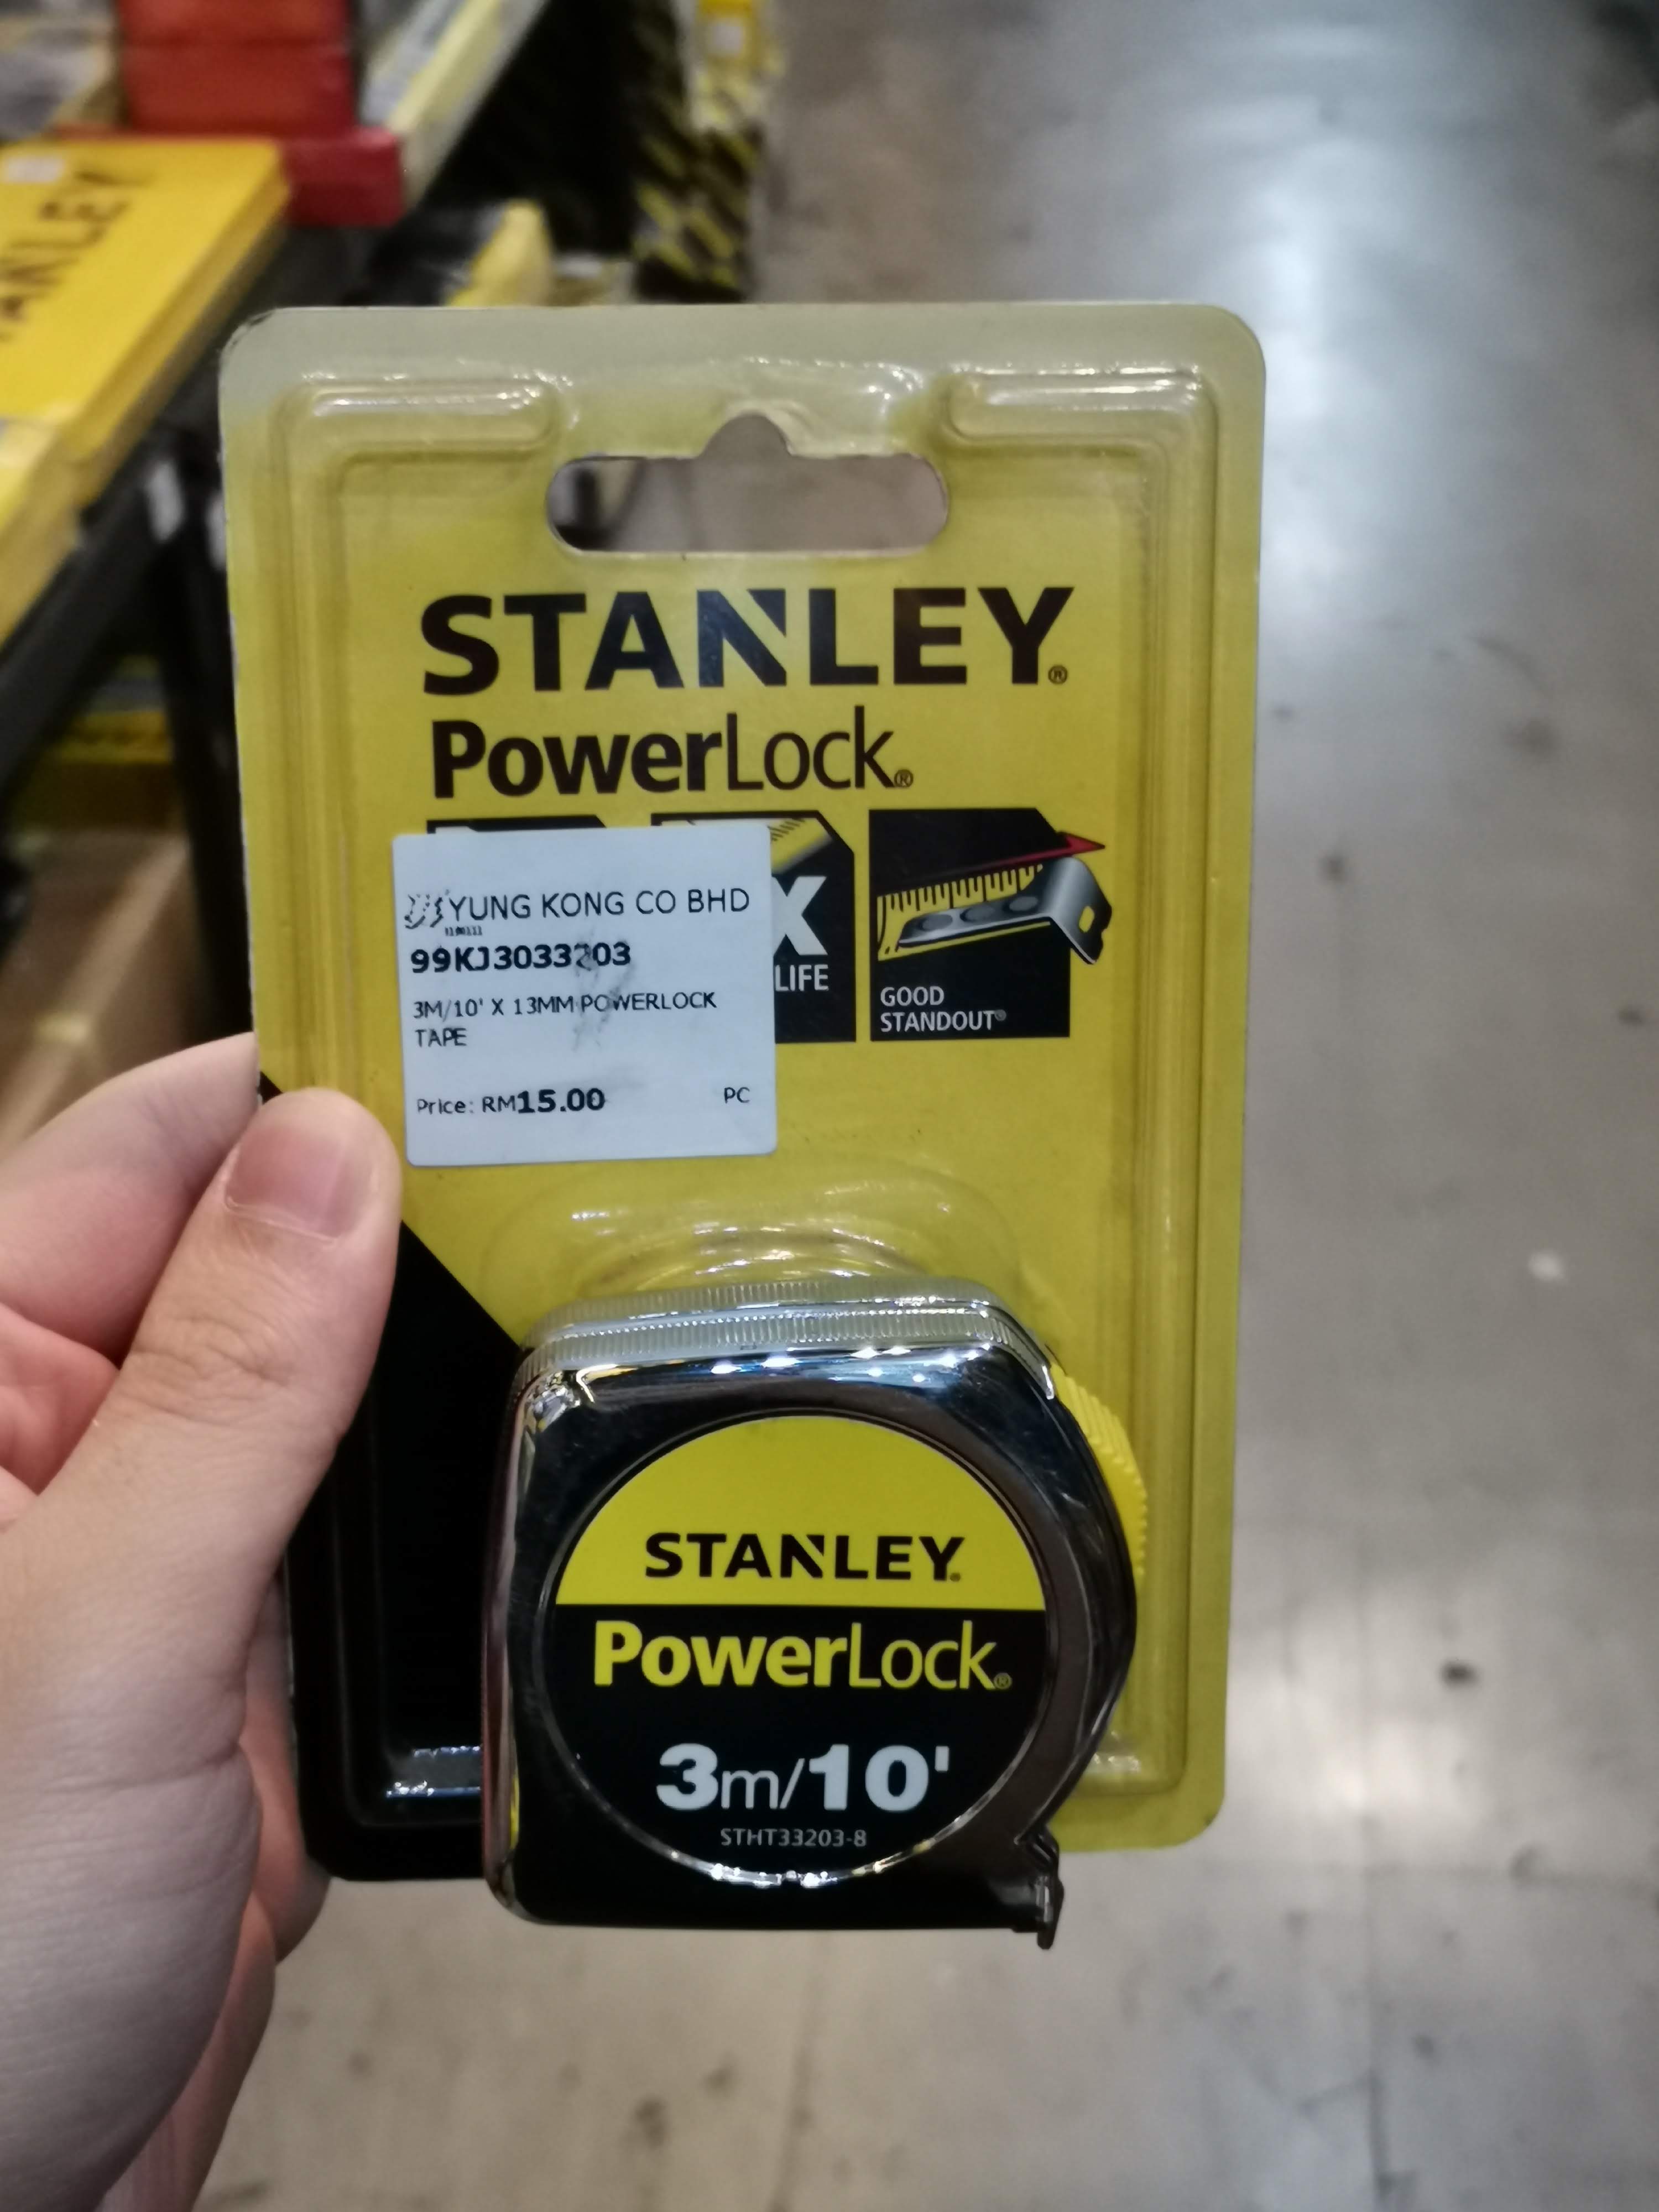 STANLEY®
PowerLock®
YUNG KONG CO BHD
99KJ3033203
3M/10' X 13MM POWERLOCK
TAPE
Price: RM15.00 PC
X
LIFE
GOOD
STANDOUT®
STANLEY®
PowerLock®
3m/10'
STHT33203-8